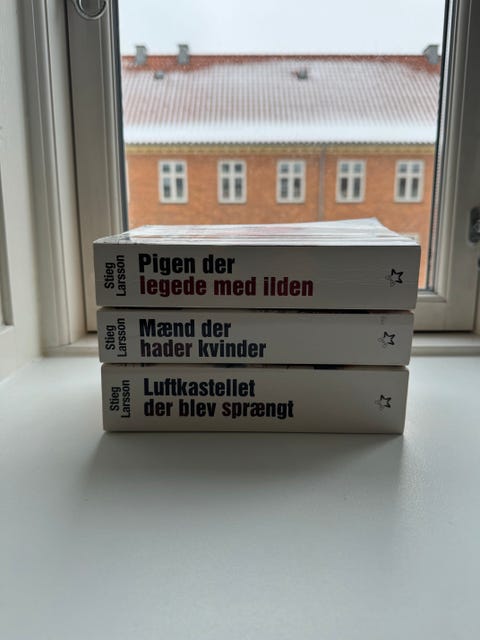 Stieg
Larsson
Pigen der
legede med ilden
Stieg
Larsson
Mænd der
hader kvinder
Stieg
Larsson
Luftkastellet
der blev sprængt